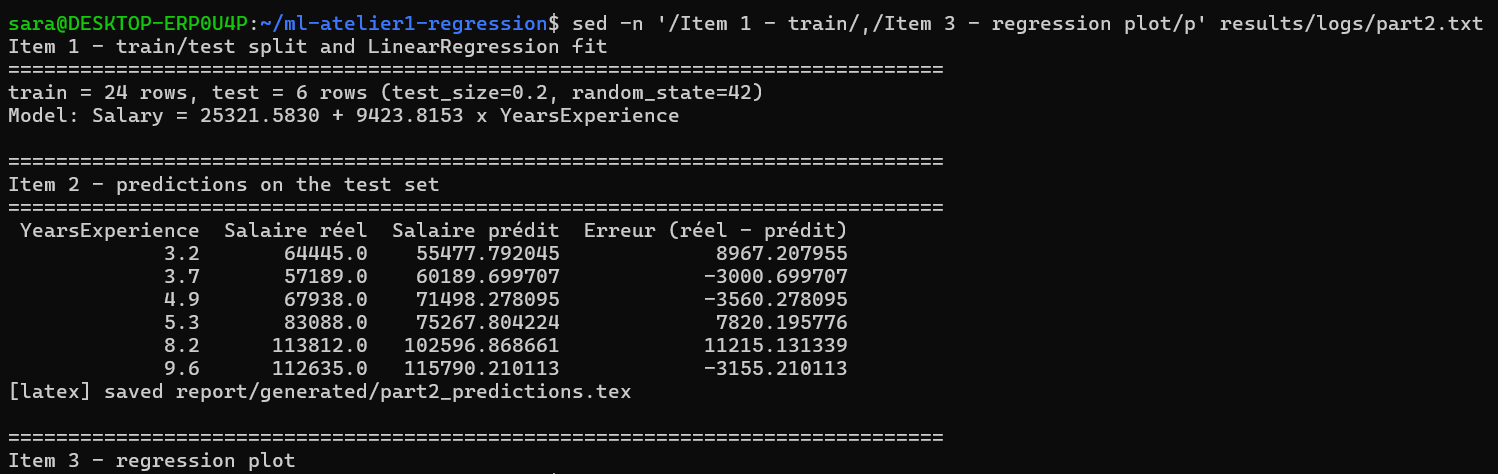 sara@DESKTOP-ERP0U4P:~/ml-atelier1-regression$ sed -n '/Item 1 - train/,/Item 3 - regression plot/p' results/logs/part2.txt
Item 1 - train/test split and LinearRegression fit
==============================================================================
train = 24 rows, test = 6 rows (test_size=0.2, random_state=42)
Model: Salary = 25321.5830 + 9423.8153 x YearsExperience

==============================================================================
Item 2 - predictions on the test set
==============================================================================
 YearsExperience  Salaire réel  Salaire prédit  Erreur (réel - prédit)
             3.2       64445.0    55477.792045             8967.207955
             3.7       57189.0    60189.699707            -3000.699707
             4.9       67938.0    71498.278095            -3560.278095
             5.3       83088.0    75267.804224             7820.195776
             8.2      113812.0   102596.868661            11215.131339
             9.6      112635.0   115790.210113            -3155.210113
[latex] saved report/generated/part2_predictions.tex

==============================================================================
Item 3 - regression plot